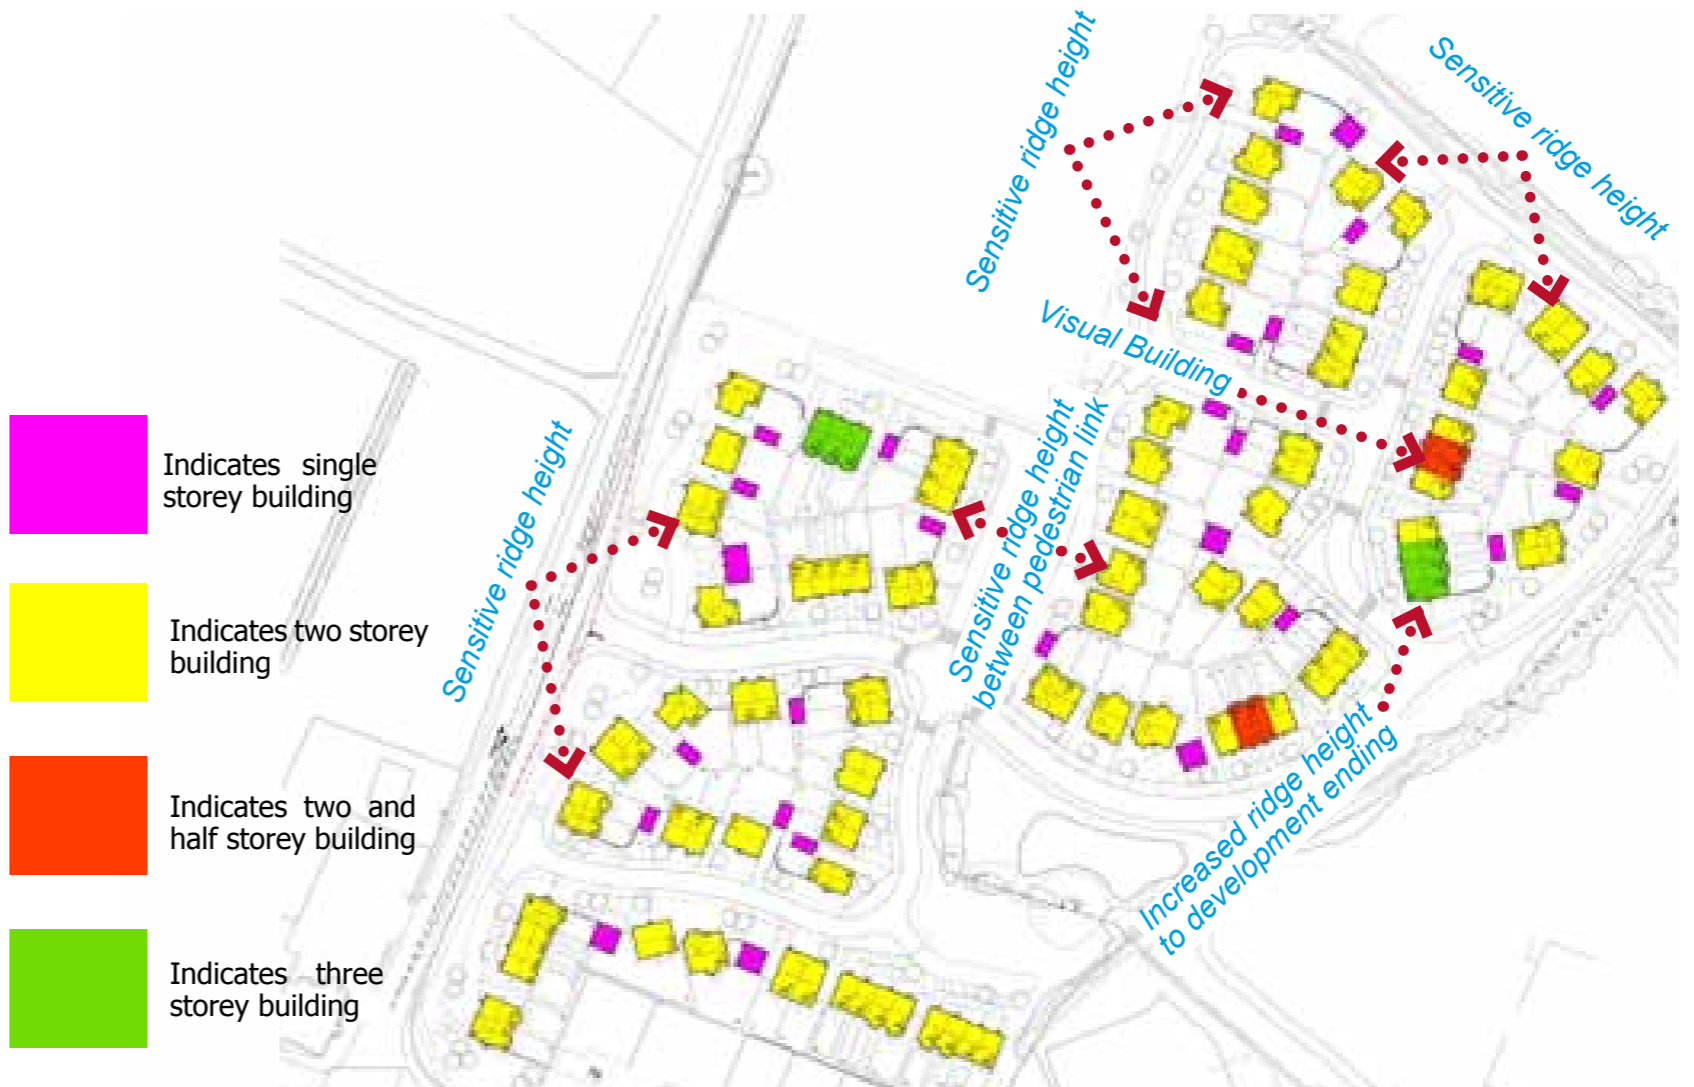 Indicates single
storey building
Indicates two storey
building
Indicates two and
half storey building
Indicates three
storey building
Sensitive ridge height
Sensitive ridge height
Sensitive ridge height
Visual Building
Sensitive ridge height
between pedestrian link
Increased ridge height
to development ending